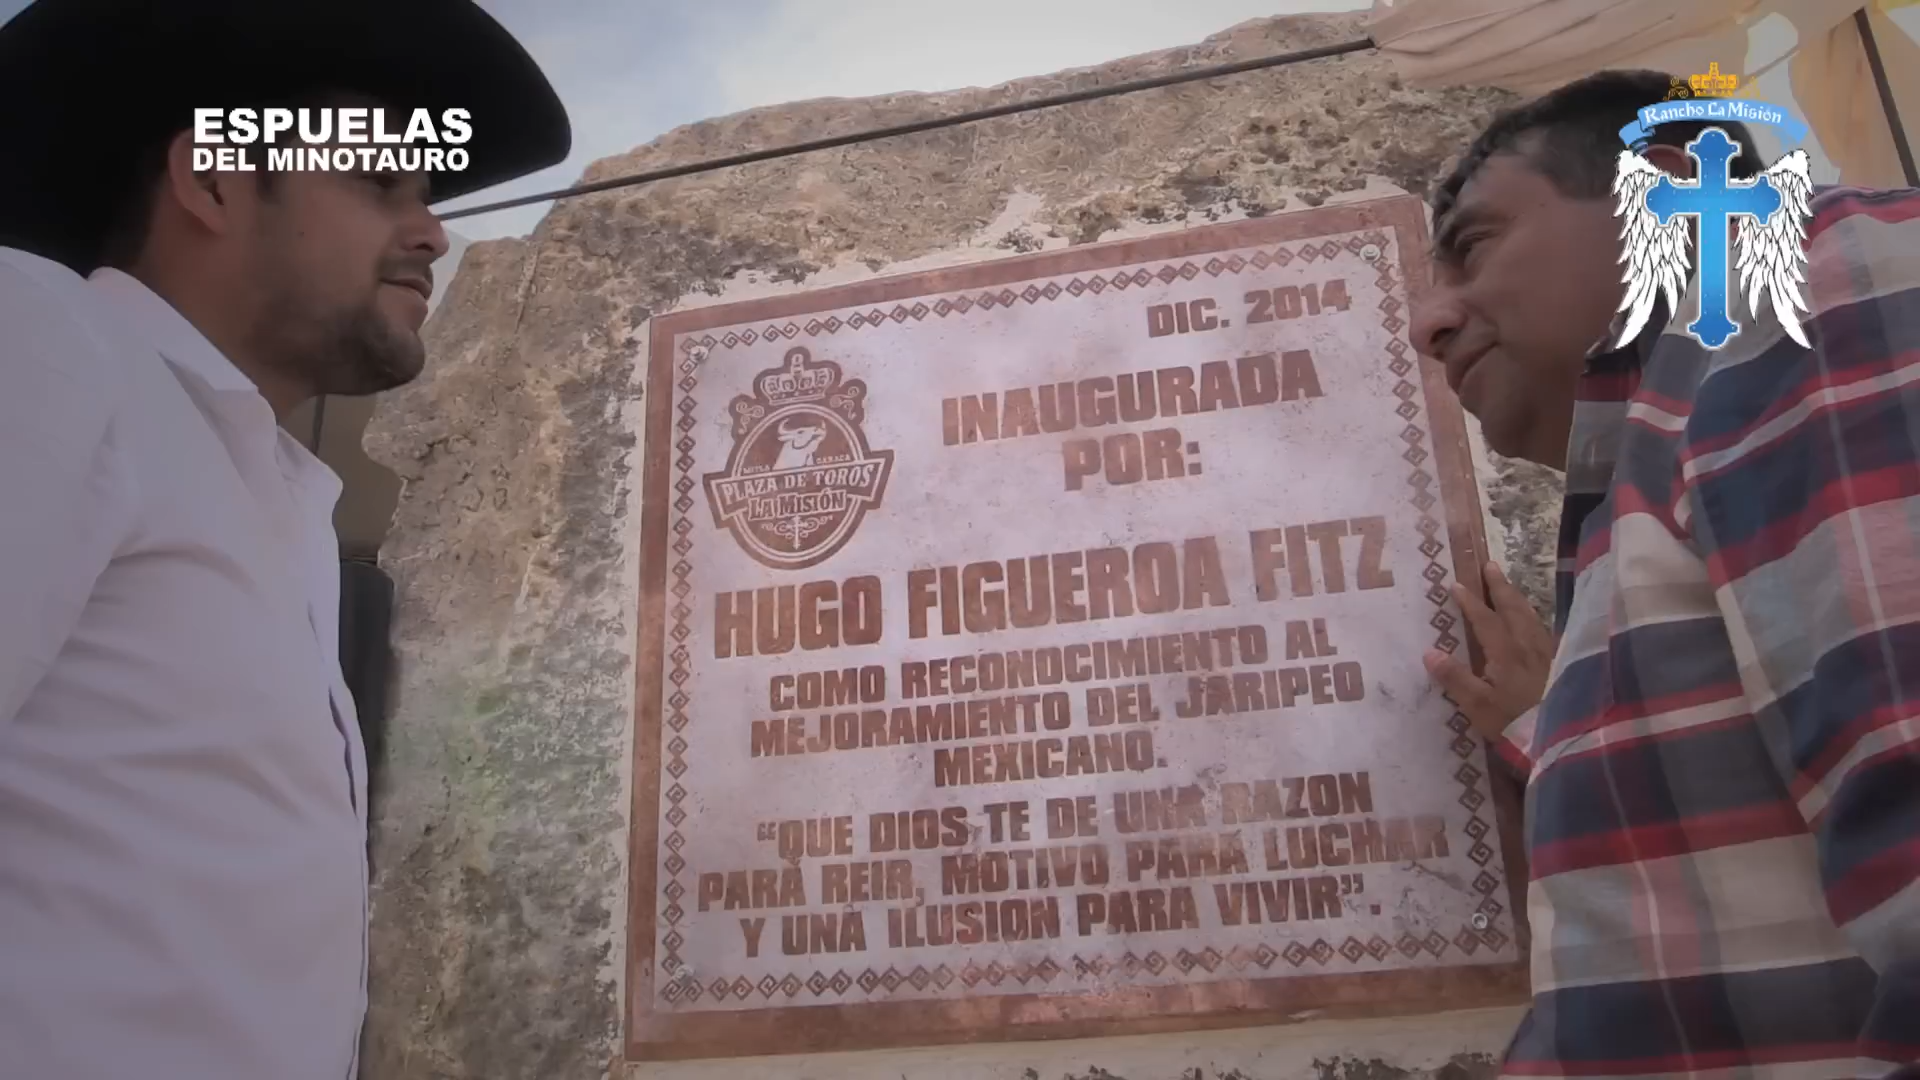 ESPUELAS
DEL MINOTAURO
Rancho La Misión
DIC. 2014
MITLA OAXACA
PLAZA DE TOROS
LA MISIÓN
INAUGURADA
POR:
HUGO FIGUEROA FITZ
COMO RECONOCIMIENTO AL
MEJORAMIENTO DEL JARIPEO
MEXICANO.
“QUE DIOS TE DE UNA RAZON
PARA REIR, MOTIVO PARA LUCHAR
Y UNA ILUSION PARA VIVIR”.